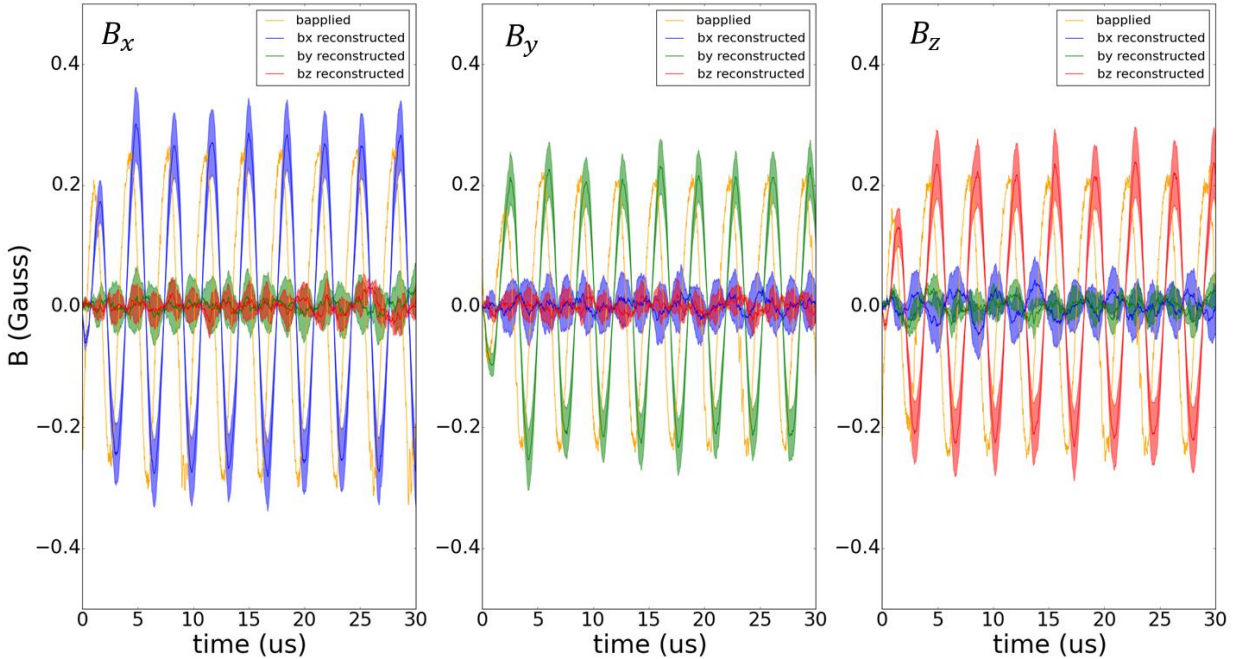 B (Gauss)
B_x
bapplied
bx reconstructed
by reconstructed
bz reconstructed
0.4
0.2
0.0
−0.2
−0.4
0 5 10 15 20 25 30
time (us)
B_y
bapplied
bx reconstructed
by reconstructed
bz reconstructed
0.4
0.2
0.0
−0.2
−0.4
0 5 10 15 20 25 30
time (us)
B_z
bapplied
bx reconstructed
by reconstructed
bz reconstructed
0.4
0.2
0.0
−0.2
−0.4
0 5 10 15 20 25 30
time (us)